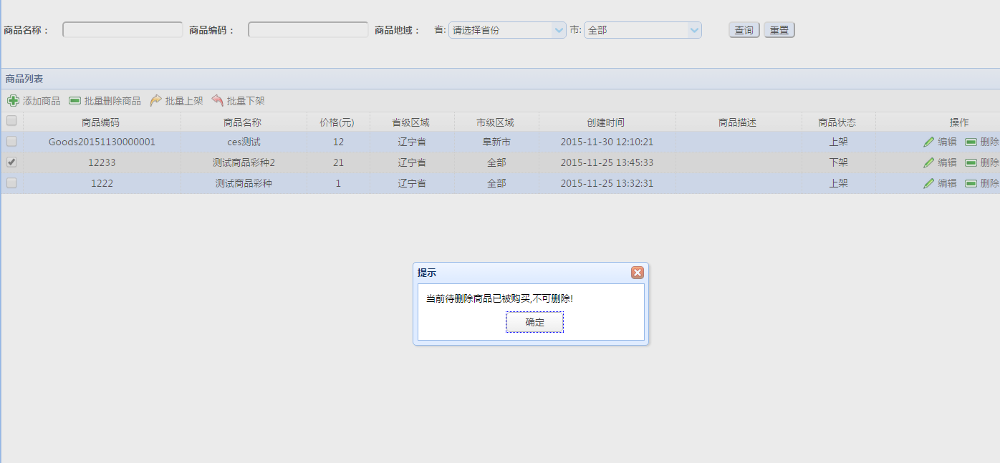 商品名称： 商品编码： 商品地域： 省: 请选择省份 市: 全部 查询 重置
商品列表
添加商品 批量删除商品 批量上架 批量下架
商品编码 商品名称 价格(元) 省级区域 市级区域 创建时间 商品描述 商品状态 操作
Goods20151130000001 ces测试 12 辽宁省 阜新市 2015-11-30 12:10:21 上架 编辑 删除
12233 测试商品彩种2 21 辽宁省 全部 2015-11-25 13:45:33 下架 编辑 删除
1222 测试商品彩种 1 辽宁省 全部 2015-11-25 13:32:31 上架 编辑 删除
提示
当前待删除商品已被购买,不可删除!
确定